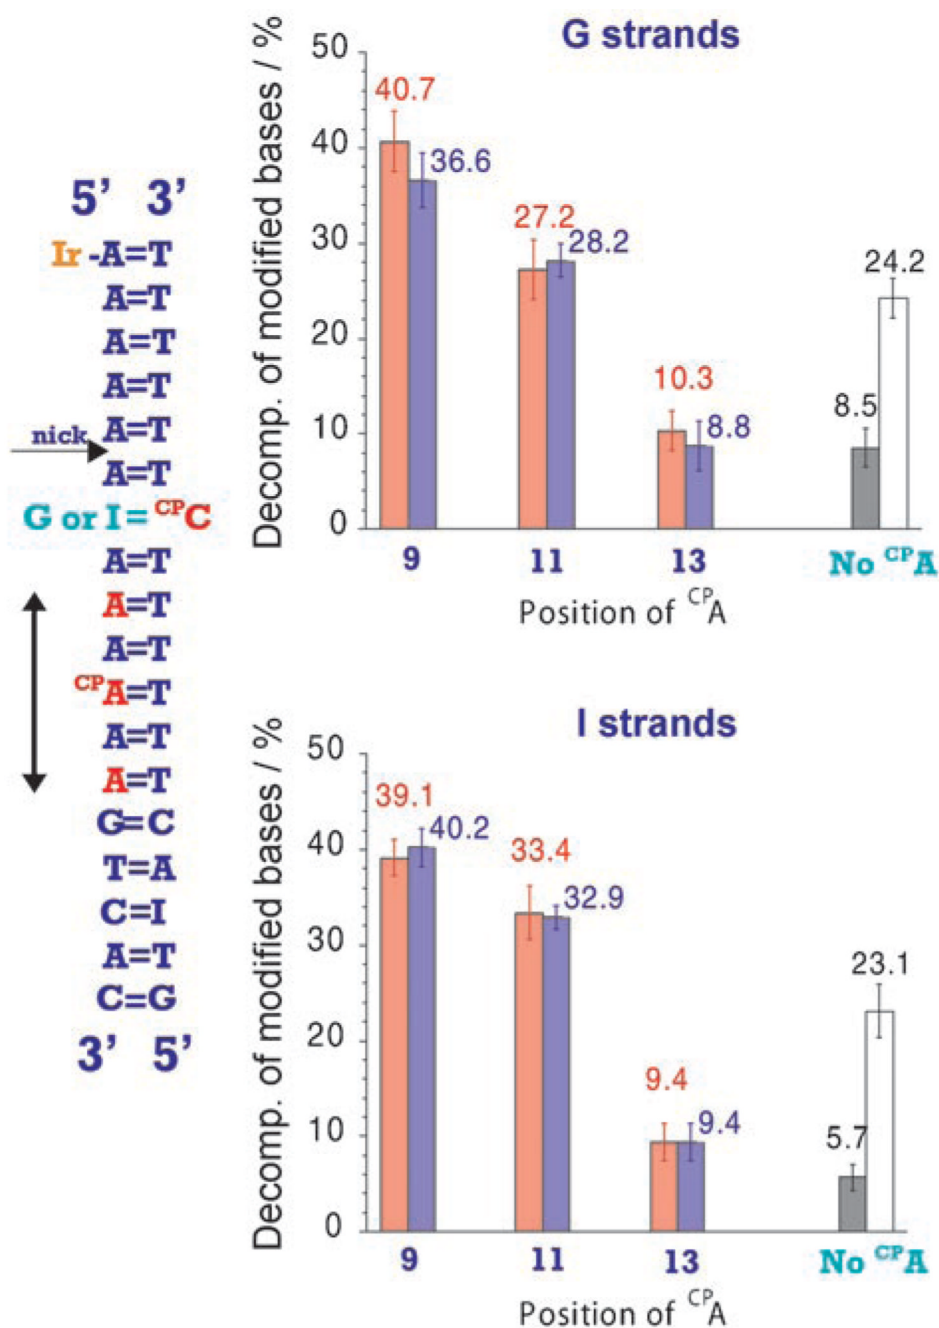 5’ 3’
Ir -A=T
A=T
A=T
A=T
nick A=T
A=T
G or I= CPC
A=T
A=T
A=T
CPA=T
A=T
A=T
G=C
T=A
C=I
A=T
C=G
3’ 5’
G strands
Decomp. of modified bases / %
50
40
30
20
10
0
40.7
36.6
27.2
28.2
10.3
8.8
8.5
24.2
9 11 13 No CPA
Position of CPA
I strands
Decomp. of modified bases / %
50
40
30
20
10
0
39.1
40.2
33.4
32.9
9.4
9.4
5.7
23.1
9 11 13 No CPA
Position of CPA